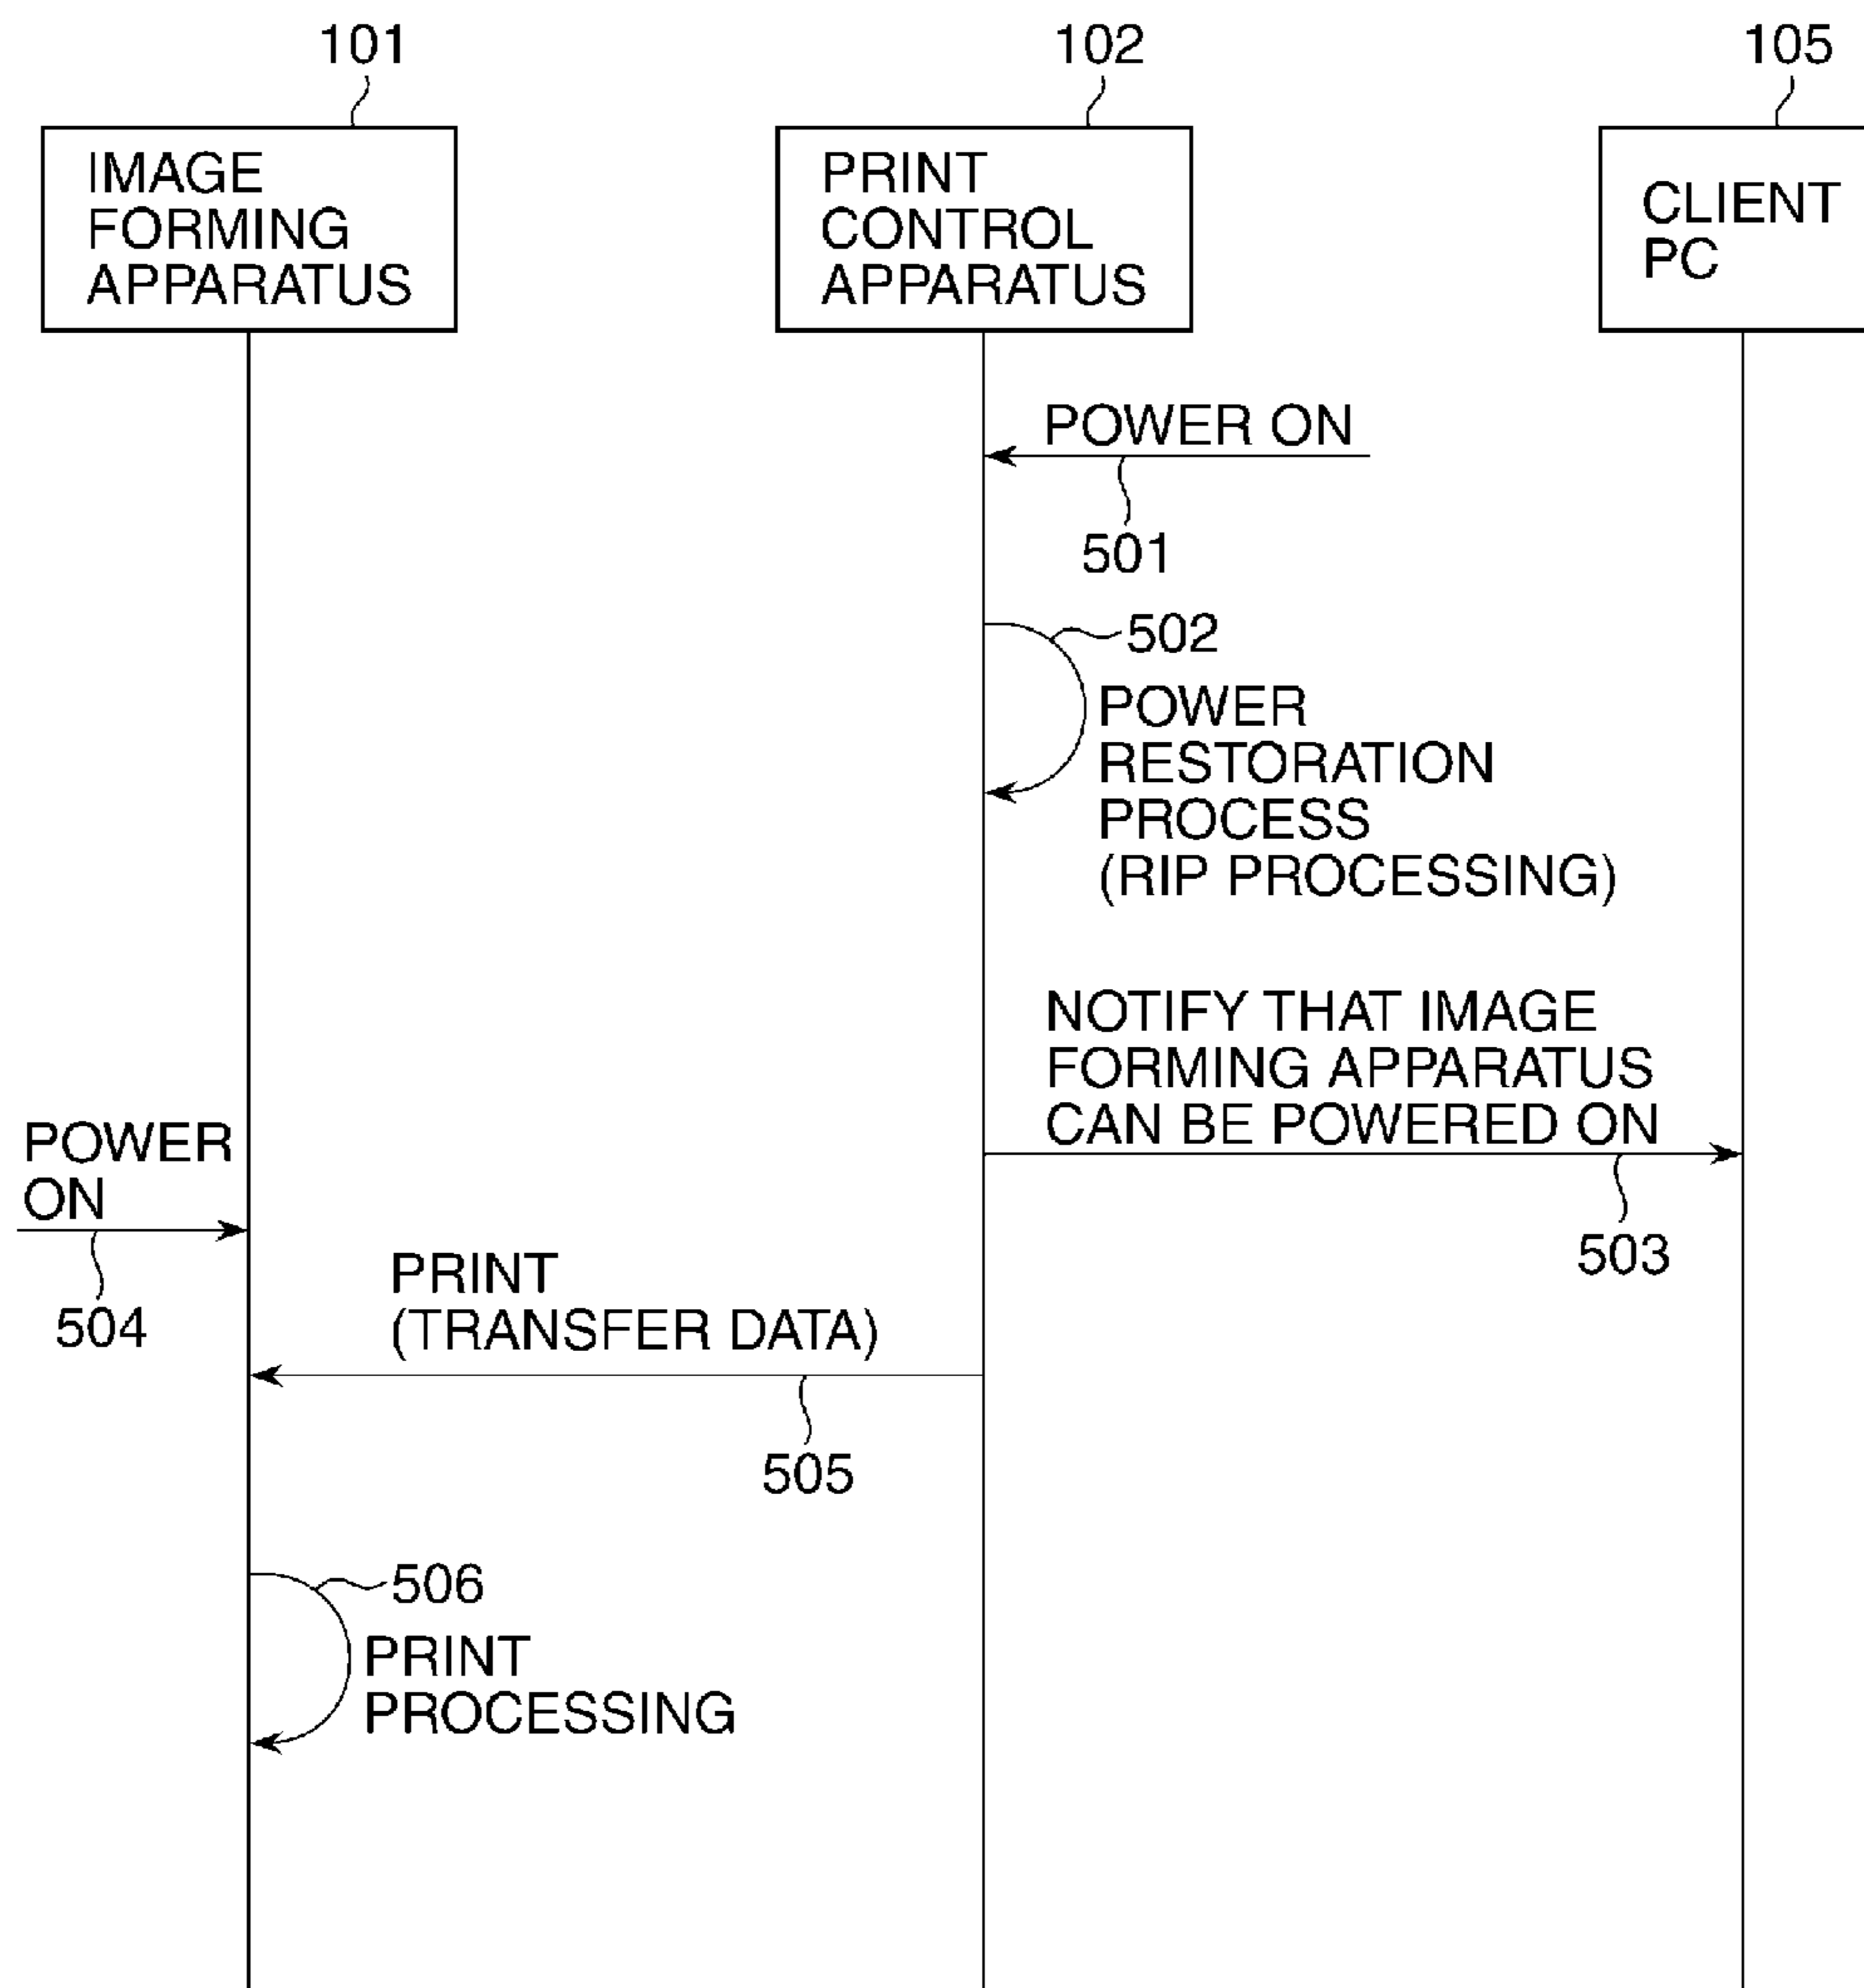 101
102
105
IMAGE
FORMING
APPARATUS
PRINT
CONTROL
APPARATUS
CLIENT
PC
POWER ON
501
502
POWER
RESTORATION
PROCESS
(RIP PROCESSING)
NOTIFY THAT IMAGE
FORMING APPARATUS
CAN BE POWERED ON
503
POWER
ON
504
PRINT
(TRANSFER DATA)
505
506
PRINT
PROCESSING